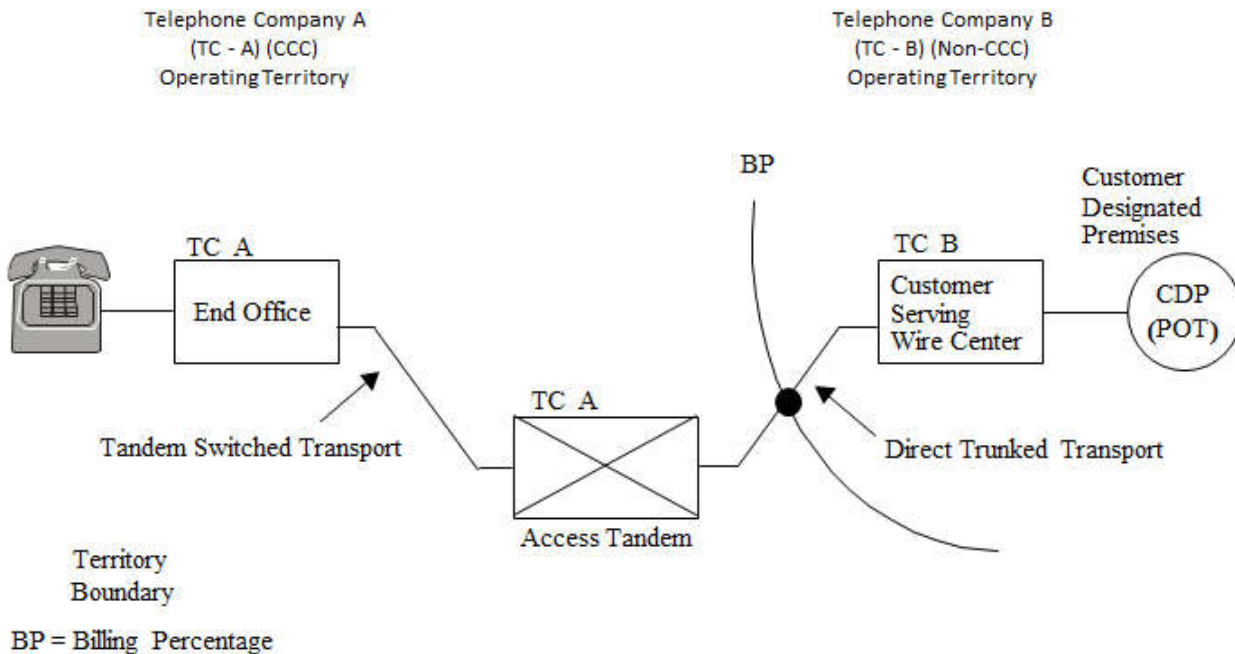 Telephone Company A
(TC - A) (CCC)
Operating Territory
Telephone Company B
(TC - B) (Non-CCC)
Operating Territory
BP
Customer
Designated
Premises
TC A
End Office
TC B
Customer
Serving
Wire Center
CDP
(POT)
TC A
Tandem Switched Transport
Direct Trunked Transport
Access Tandem
Territory
Boundary
BP = Billing Percentage